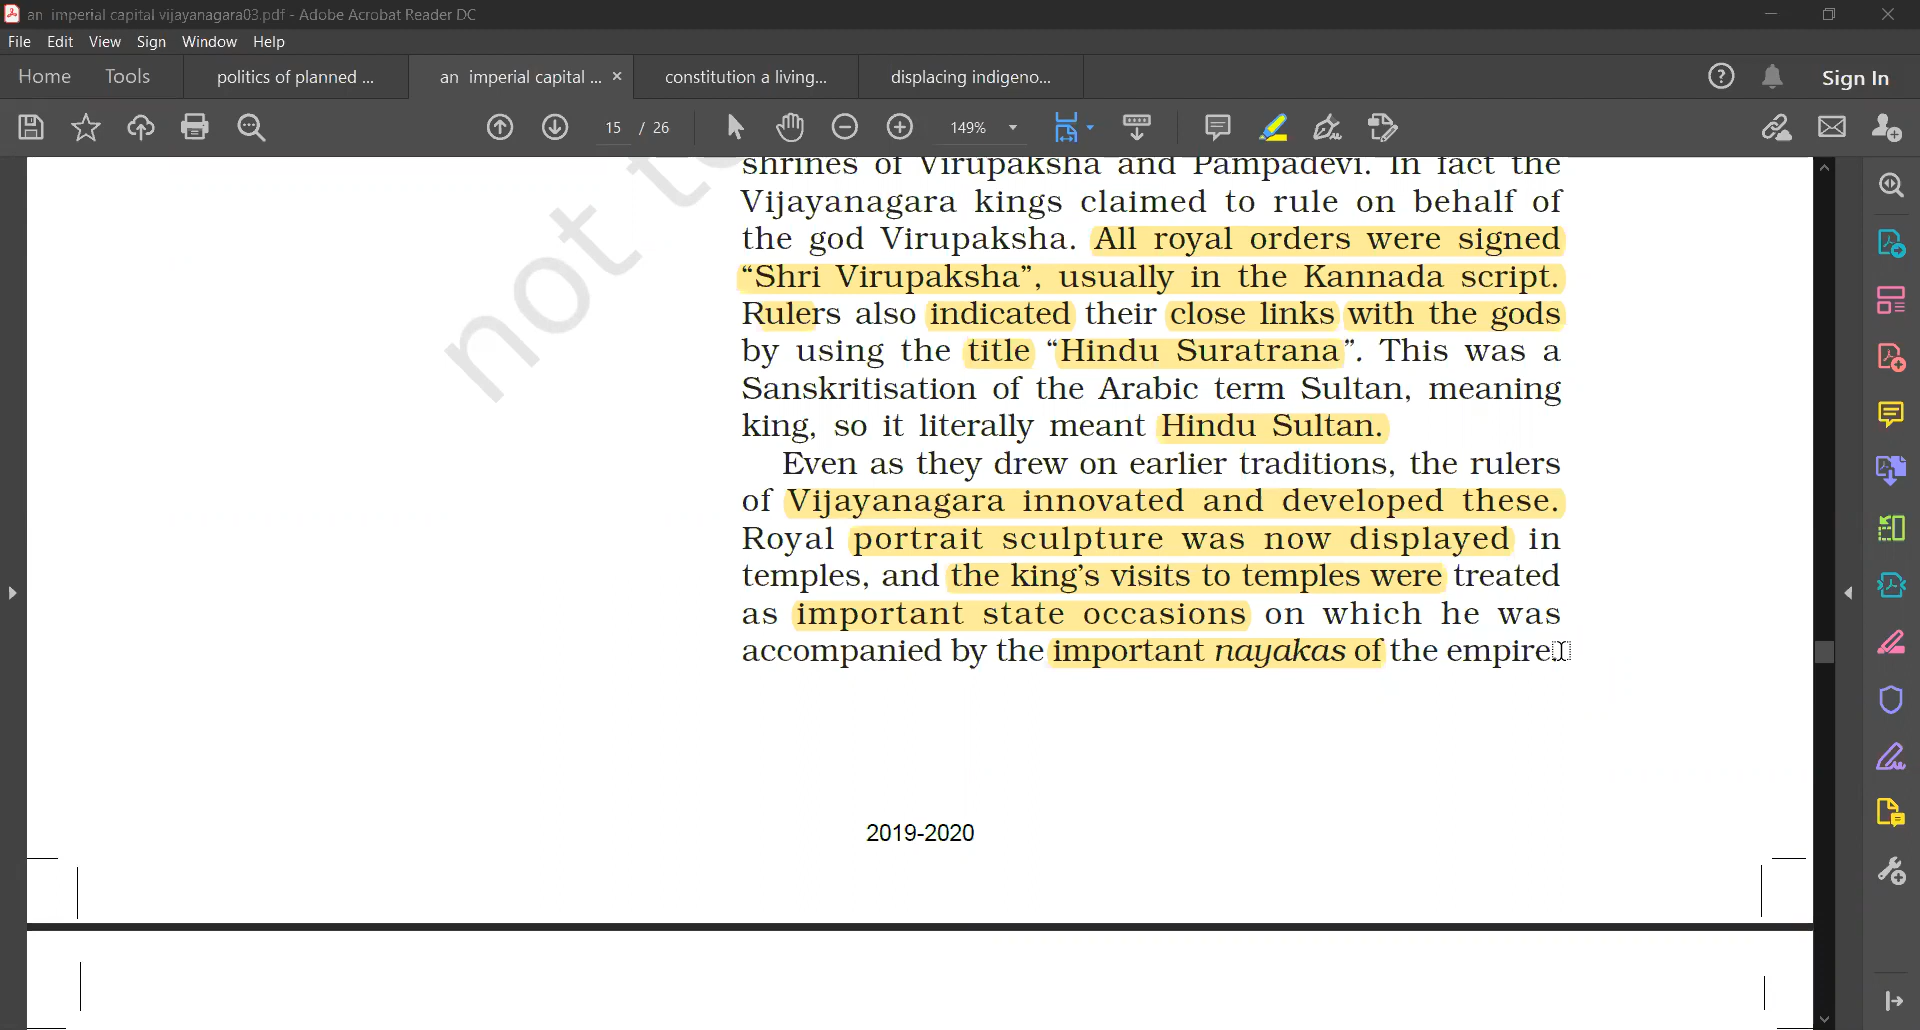 an imperial capital vijayanagara03.pdf - Adobe Acrobat Reader DC
File Edit View Sign Window Help
Home Tools politics of planned ... an imperial capital ... × constitution a living... displacing indigeno... Sign In
15 / 26 149%
shrines of Virupaksha and Pampadevi. In fact the
Vijayanagara kings claimed to rule on behalf of
the god Virupaksha. All royal orders were signed
“Shri Virupaksha”, usually in the Kannada script.
Rulers also indicated their close links with the gods
by using the title “Hindu Suratrana”. This was a
Sanskritisation of the Arabic term Sultan, meaning
king, so it literally meant Hindu Sultan.
Even as they drew on earlier traditions, the rulers
of Vijayanagara innovated and developed these.
Royal portrait sculpture was now displayed in
temples, and the king’s visits to temples were treated
as important state occasions on which he was
accompanied by the important nayakas of the empire.
not to
2019-2020